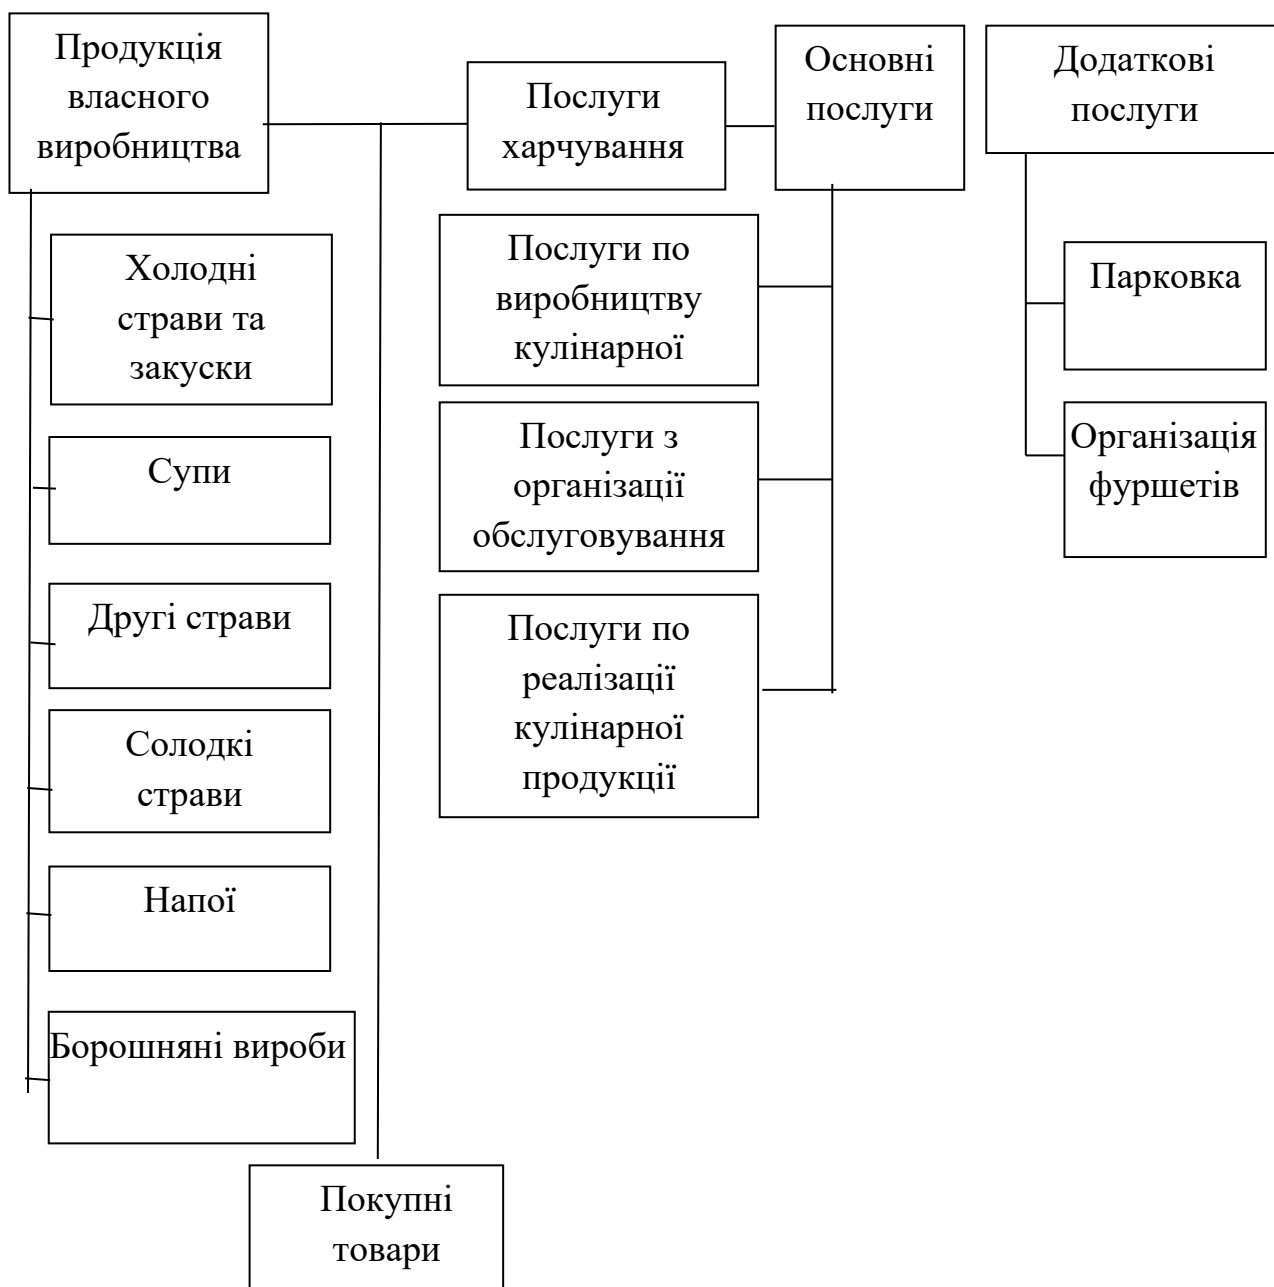 Продукція
власного
виробництва
Послуги
харчування
Основні
послуги
Додаткові
послуги
Холодні
страви та
закуски
Супи
Другі страви
Солодкі
страви
Напої
Борошняні вироби
Покупні
товари
Послуги по
виробництву
кулінарної
Послуги з
організації
обслуговування
Послуги по
реалізації
кулінарної
продукції
Парковка
Організація
фуршетів